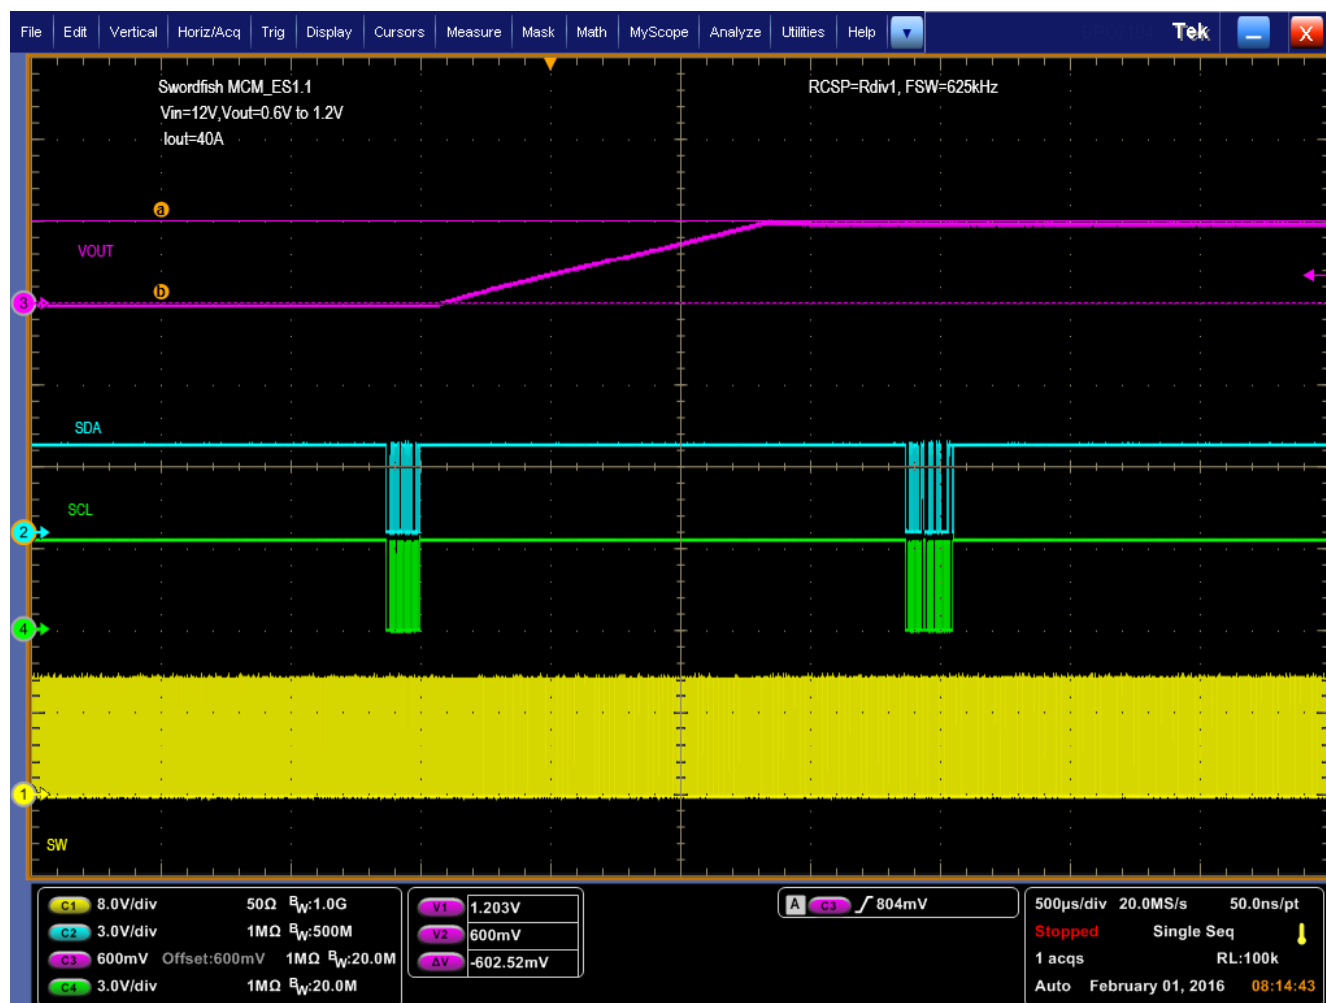 File Edit Vertical Horiz/Acq Trig Display Cursors Measure Mask Math MyScope Analyze Utilities Help Tek X
Swordfish MCM_ES1.1
RCSP=Rdiv1, FSW=625kHz
Vin=12V,Vout=0.6V to 1.2V
Iout=40A
a
VOUT
b
3
SDA
SCL
2
4
1
SW
C1 8.0V/div 50Ω BW:1.0G
C2 3.0V/div 1MΩ BW:500M
C3 600mV Offset:600mV 1MΩ BW:20.0M
C4 3.0V/div 1MΩ BW:20.0M
V1 1.203V
V2 600mV
ΔV -602.52mV
A C3 804mV
500µs/div 20.0MS/s 50.0ns/pt
Stopped Single Seq
1 acqs RL:100k
Auto February 01, 2016 08:14:43